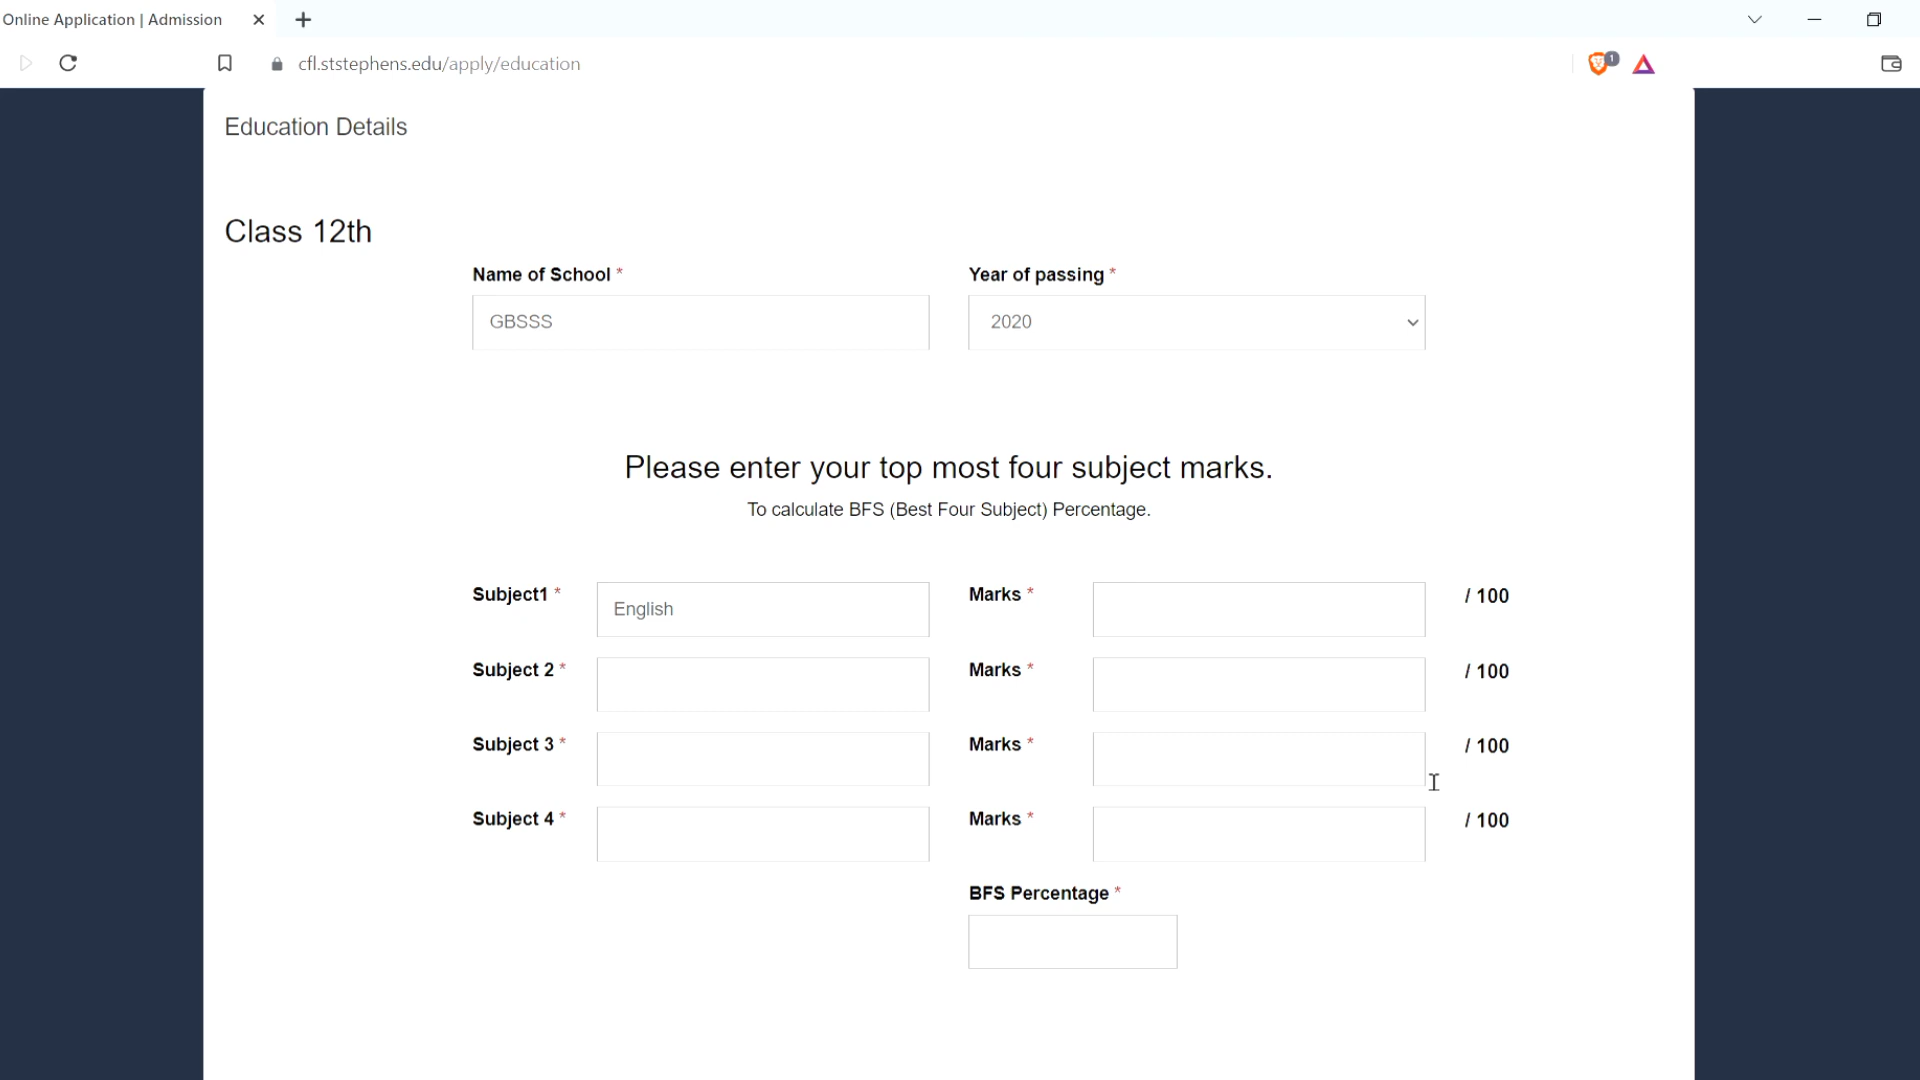 Online Application | Admission
cfl.ststephens.edu/apply/education
1
Education Details
Class 12th
Name of School * Year of passing *
GBSSS 2020
Please enter your top most four subject marks.
To calculate BFS (Best Four Subject) Percentage.
Subject1 * English Marks * / 100
Subject 2 * Marks * / 100
Subject 3 * Marks * / 100
Subject 4 * Marks * / 100
BFS Percentage *